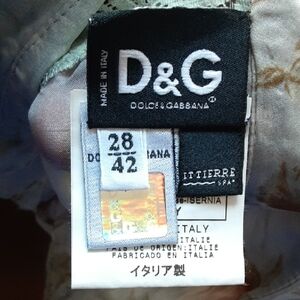 MADE IN ITALY
D&G
DOLCE&GABBANA
28
42
DO
ANA
ITTIERRE
SPA
ISERNIA
Y
ITALY
ITALIE
PAIS DE ORIGEN:ITALIE
FABRICADO EN ITALIA
イタリア製
D&G